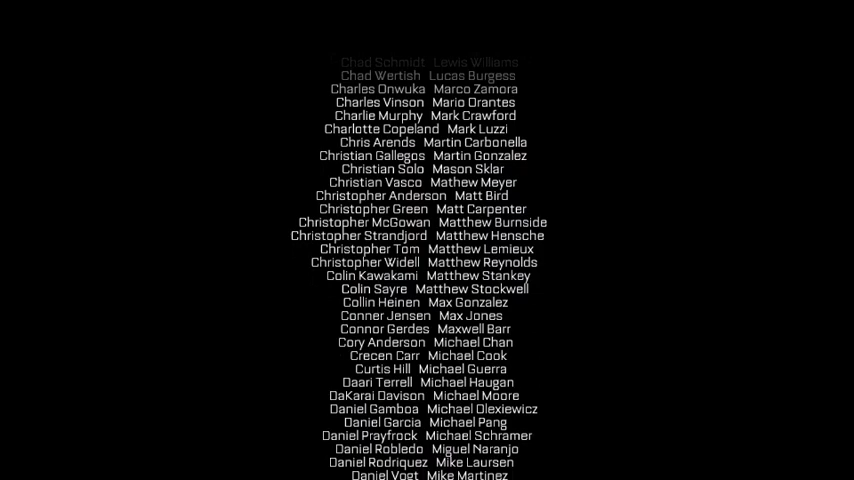 Chad Schmidt Lewis Williams
Chad Wertish Lucas Burgess
Charles Onwuka Marco Zamora
Charles Vinson Mario Orantes
Charlie Murphy Mark Crawford
Charlotte Copeland Mark Luzzi
Chris Arends Martin Carbonella
Christian Gallegos Martin Gonzalez
Christian Solo Mason Sklar
Christian Vasco Mathew Meyer
Christopher Anderson Matt Bird
Christopher Green Matt Carpenter
Christopher McGowan Matthew Burnside
Christopher Strandjord Matthew Hensche
Christopher Tom Matthew Lemieux
Christopher Widell Matthew Reynolds
Colin Kawakami Matthew Stankey
Colin Sayre Matthew Stockwell
Collin Heinen Max Gonzalez
Conner Jensen Max Jones
Connor Gerdes Maxwell Barr
Cory Anderson Michael Chan
Crecen Carr Michael Cook
Curtis Hill Michael Guerra
Daari Terrell Michael Haugan
DaKarai Davison Michael Moore
Daniel Gamboa Michael Olexiewicz
Daniel Garcia Michael Pang
Daniel Prayfrock Michael Schramer
Daniel Robledo Miguel Naranjo
Daniel Rodriquez Mike Laursen
Daniel Vogt Mike Martinez